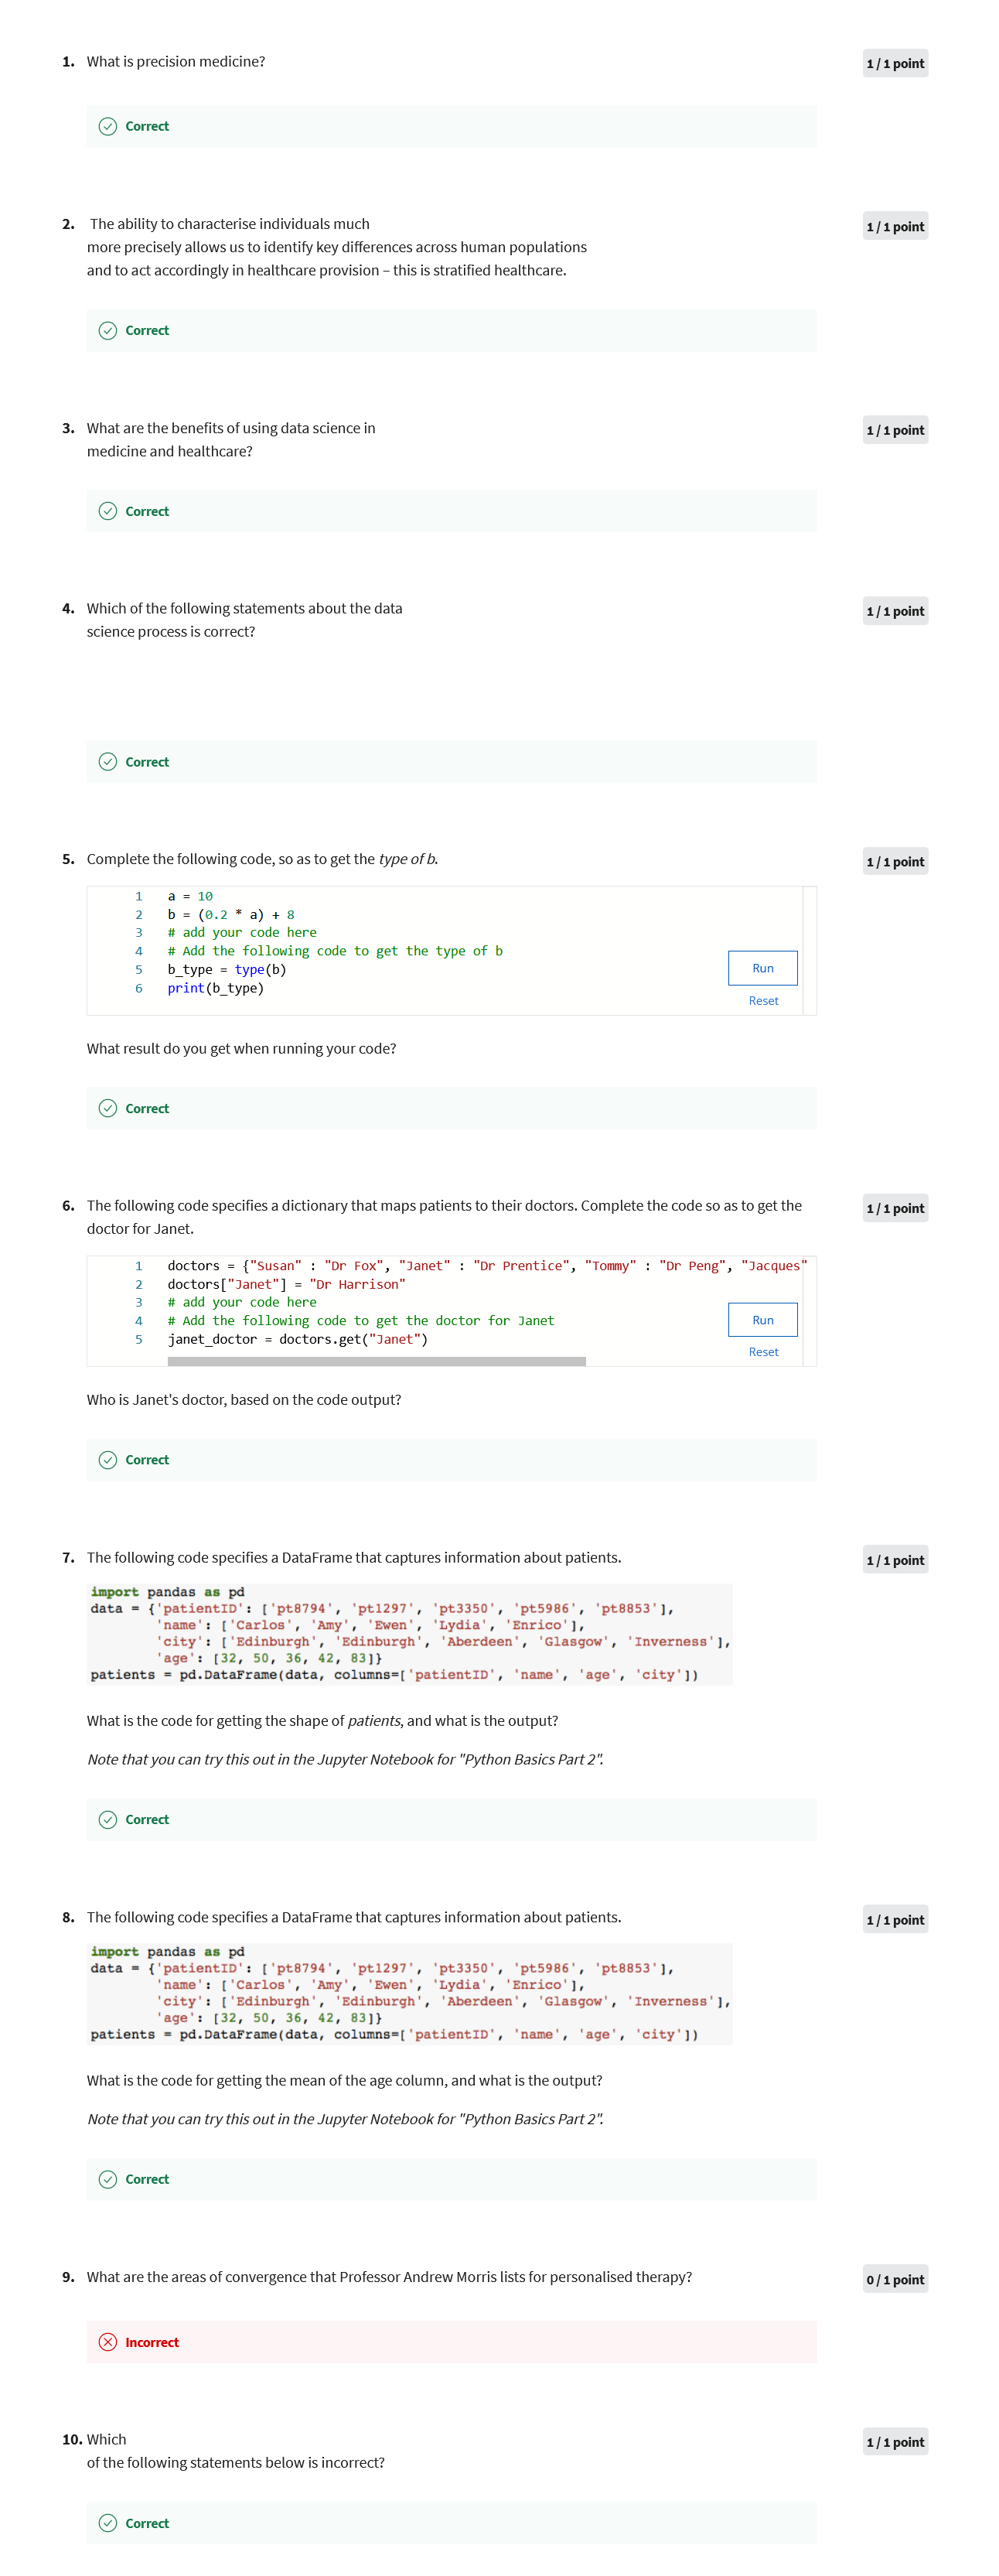 1. What is precision medicine?
1 / 1 point
Correct
2. The ability to characterise individuals much
1 / 1 point
more precisely allows us to identify key differences across human populations
and to act accordingly in healthcare provision – this is stratified healthcare.
Correct
3. What are the benefits of using data science in
1 / 1 point
medicine and healthcare?
Correct
4. Which of the following statements about the data
1 / 1 point
science process is correct?
Correct
5. Complete the following code, so as to get the type of b.
1 / 1 point
1 a = 10
2 b = (0.2 * a) + 8
3 # add your code here
4 # Add the following code to get the type of b
5 b_type = type(b)
6 print(b_type)
Run
Reset
What result do you get when running your code?
Correct
6. The following code specifies a dictionary that maps patients to their doctors. Complete the code so as to get the
1 / 1 point
doctor for Janet.
1 doctors = {"Susan" : "Dr Fox", "Janet" : "Dr Prentice", "Tommy" : "Dr Peng", "Jacques"
2 doctors["Janet"] = "Dr Harrison"
3 # add your code here
4 # Add the following code to get the doctor for Janet
5 janet_doctor = doctors.get("Janet")
Run
Reset
Who is Janet's doctor, based on the code output?
Correct
7. The following code specifies a DataFrame that captures information about patients.
1 / 1 point
import pandas as pd
data = {'patientID': ['pt8794', 'pt1297', 'pt3350', 'pt5986', 'pt8853'],
'name': ['Carlos', 'Amy', 'Ewen', 'Lydia', 'Enrico'],
'city': ['Edinburgh', 'Edinburgh', 'Aberdeen', 'Glasgow', 'Inverness'],
'age': [32, 50, 36, 42, 83]}
patients = pd.DataFrame(data, columns=['patientID', 'name', 'age', 'city'])
What is the code for getting the shape of patients, and what is the output?
Note that you can try this out in the Jupyter Notebook for "Python Basics Part 2".
Correct
8. The following code specifies a DataFrame that captures information about patients.
1 / 1 point
import pandas as pd
data = {'patientID': ['pt8794', 'pt1297', 'pt3350', 'pt5986', 'pt8853'],
'name': ['Carlos', 'Amy', 'Ewen', 'Lydia', 'Enrico'],
'city': ['Edinburgh', 'Edinburgh', 'Aberdeen', 'Glasgow', 'Inverness'],
'age': [32, 50, 36, 42, 83]}
patients = pd.DataFrame(data, columns=['patientID', 'name', 'age', 'city'])
What is the code for getting the mean of the age column, and what is the output?
Note that you can try this out in the Jupyter Notebook for "Python Basics Part 2".
Correct
9. What are the areas of convergence that Professor Andrew Morris lists for personalised therapy?
0 / 1 point
Incorrect
10. Which
1 / 1 point
of the following statements below is incorrect?
Correct